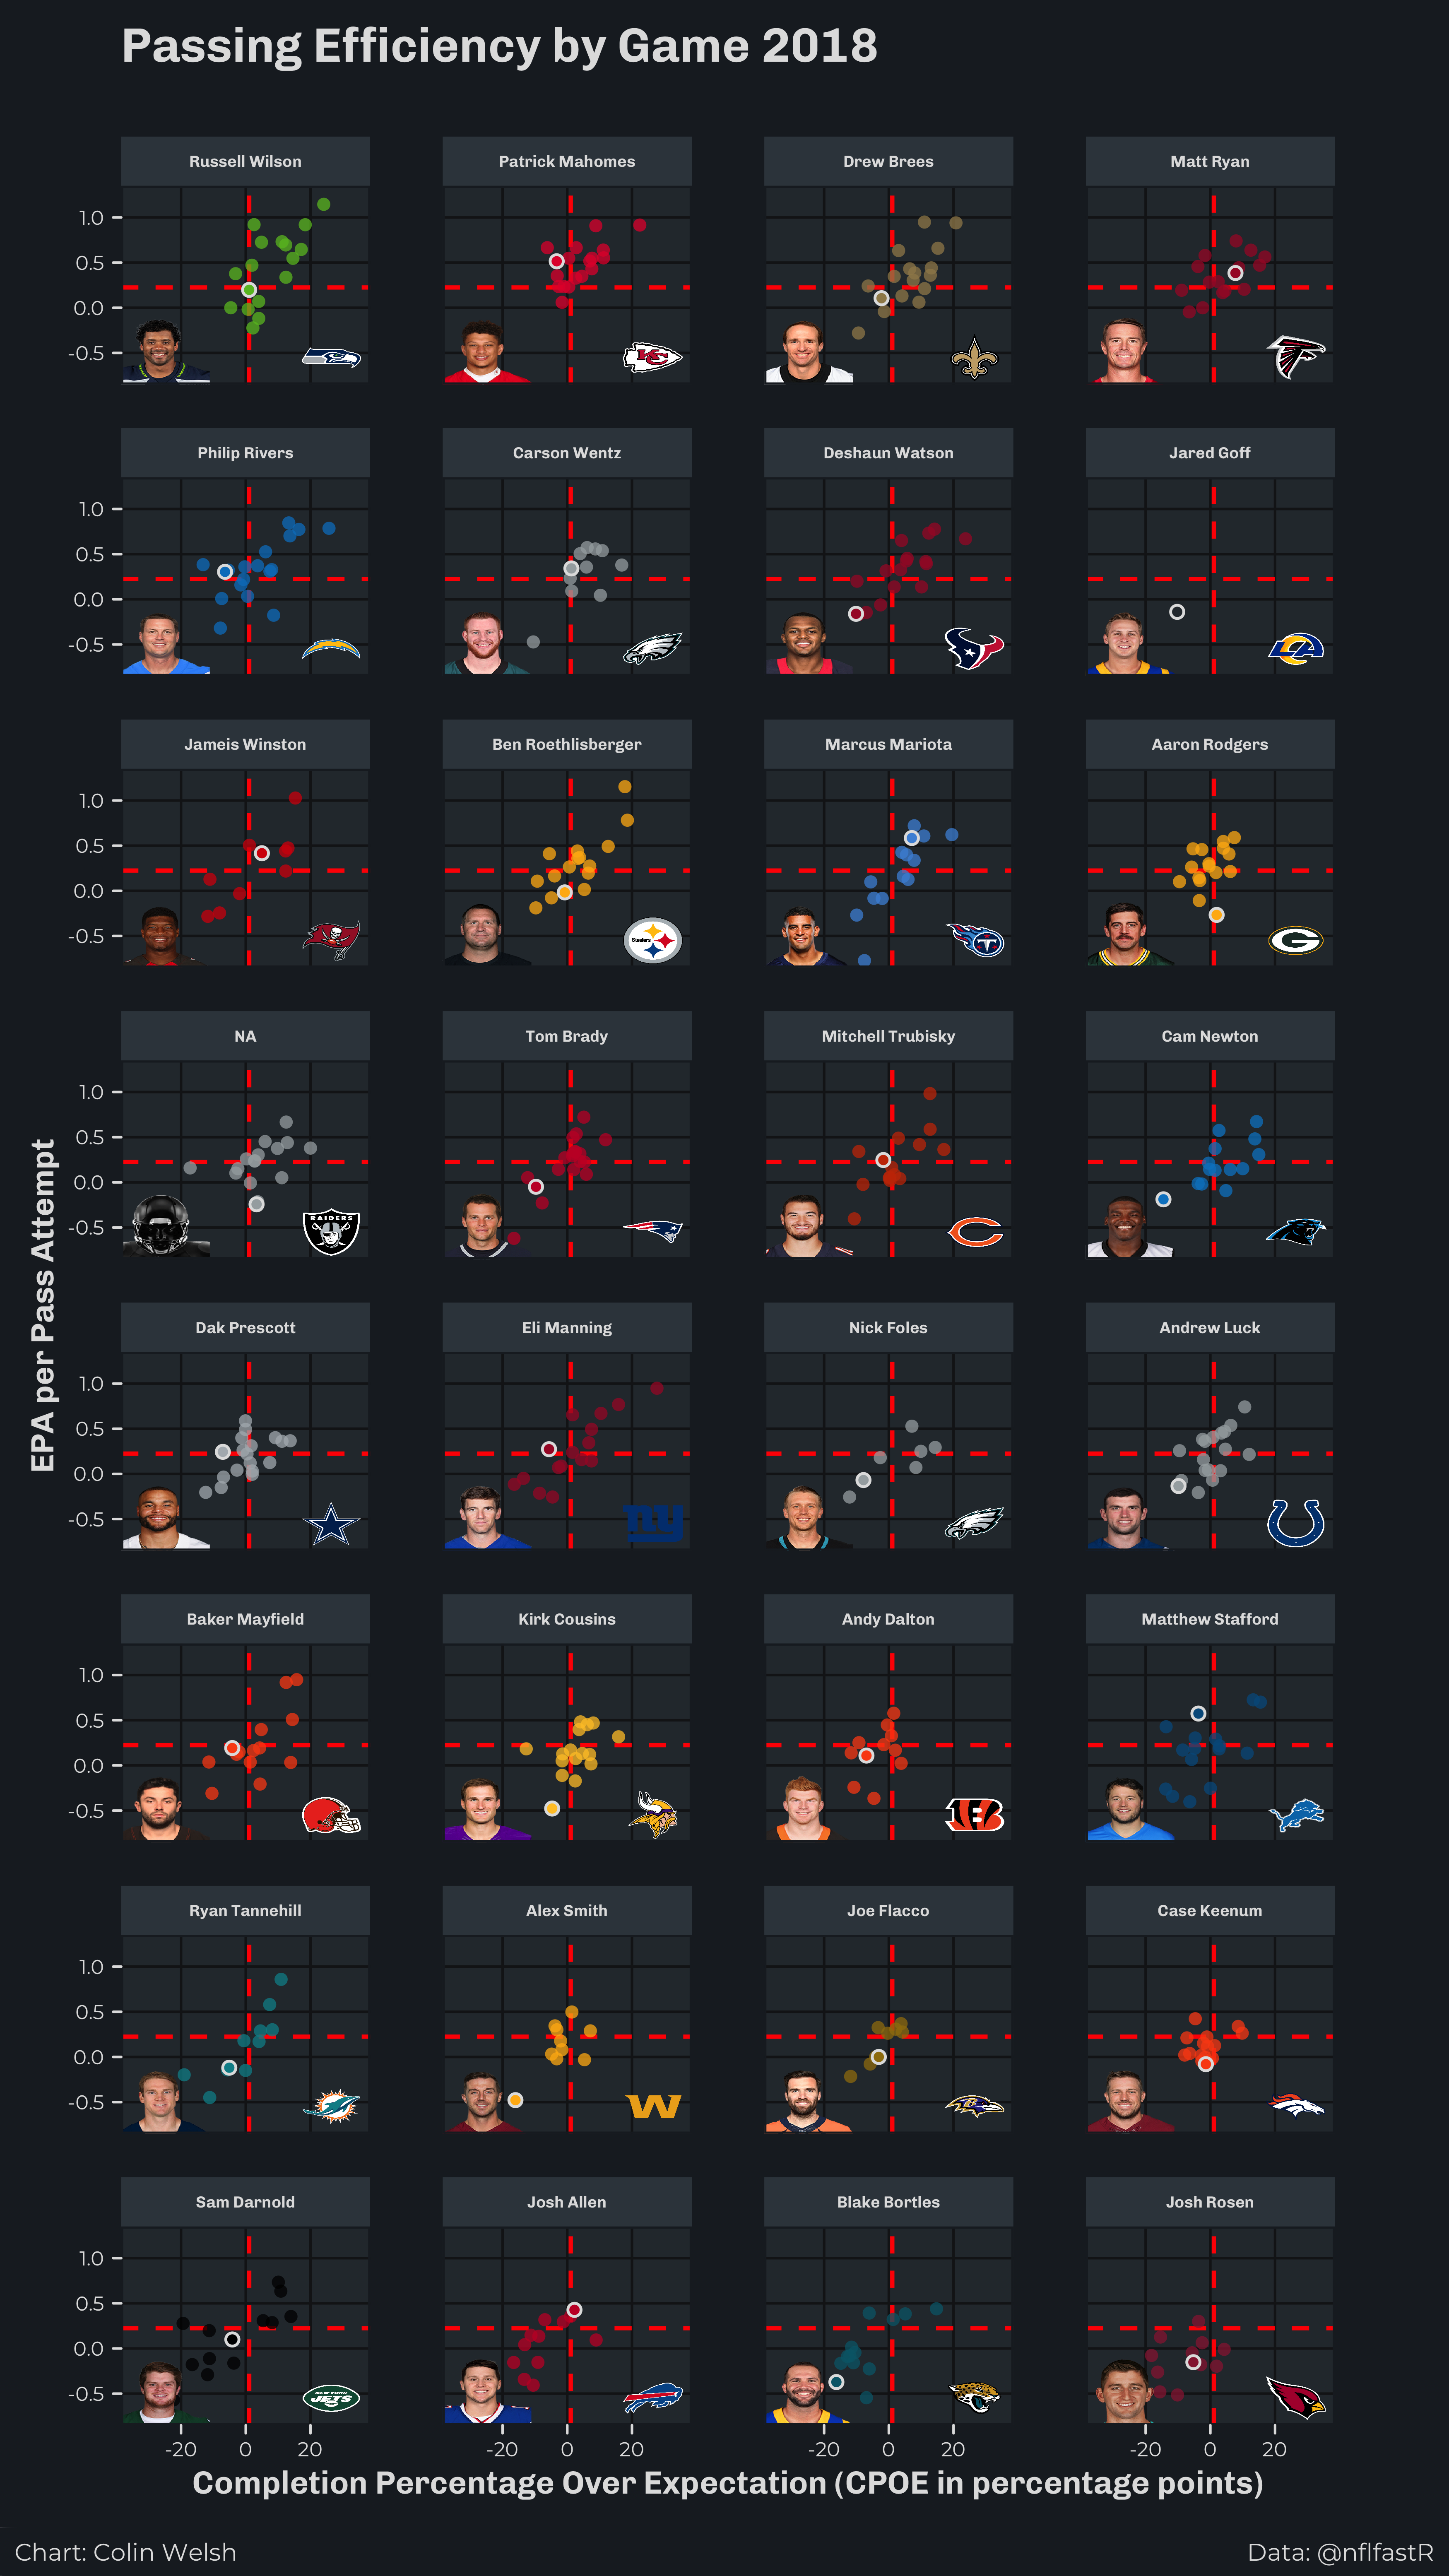 Passing Efficiency by Game 2018
Russell Wilson
Patrick Mahomes
Drew Brees
Matt Ryan
1.0
0.5
0.0
-0.5
KC
Philip Rivers
Carson Wentz
Deshaun Watson
Jared Goff
1.0
0.5
0.0
-0.5
LA
Jameis Winston
Ben Roethlisberger
Marcus Mariota
Aaron Rodgers
1.0
0.5
0.0
-0.5
Steelers
T
G
NA
Tom Brady
Mitchell Trubisky
Cam Newton
1.0
0.5
0.0
-0.5
RAIDERS
C
EPA per Pass Attempt
Dak Prescott
Eli Manning
Nick Foles
Andrew Luck
1.0
0.5
0.0
-0.5
ny
Baker Mayfield
Kirk Cousins
Andy Dalton
Matthew Stafford
1.0
0.5
0.0
-0.5
B
Ryan Tannehill
Alex Smith
Joe Flacco
Case Keenum
1.0
0.5
0.0
-0.5
W
Sam Darnold
Josh Allen
Blake Bortles
Josh Rosen
1.0
0.5
0.0
-0.5
NEW YORK
JETS
-20 0 20
-20 0 20
-20 0 20
-20 0 20
Completion Percentage Over Expectation (CPOE in percentage points)
Chart: Colin Welsh
Data: @nflfastR